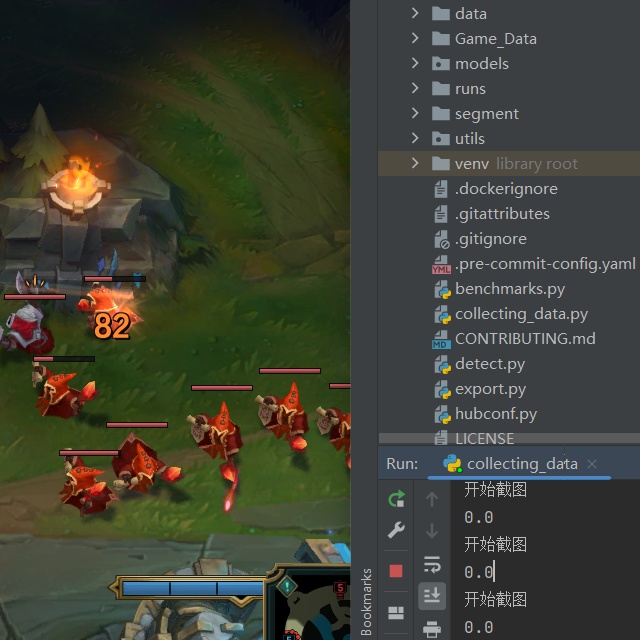 data
Game_Data
models
runs
segment
utils
venv library root
.dockerignore
.gitattributes
.gitignore
.pre-commit-config.yaml
benchmarks.py
collecting_data.py
CONTRIBUTING.md
detect.py
export.py
hubconf.py
LICENSE
82
Run: collecting_data
开始截图
0.0
开始截图
0.0
开始截图
0.0
Bookmarks
YML
MD